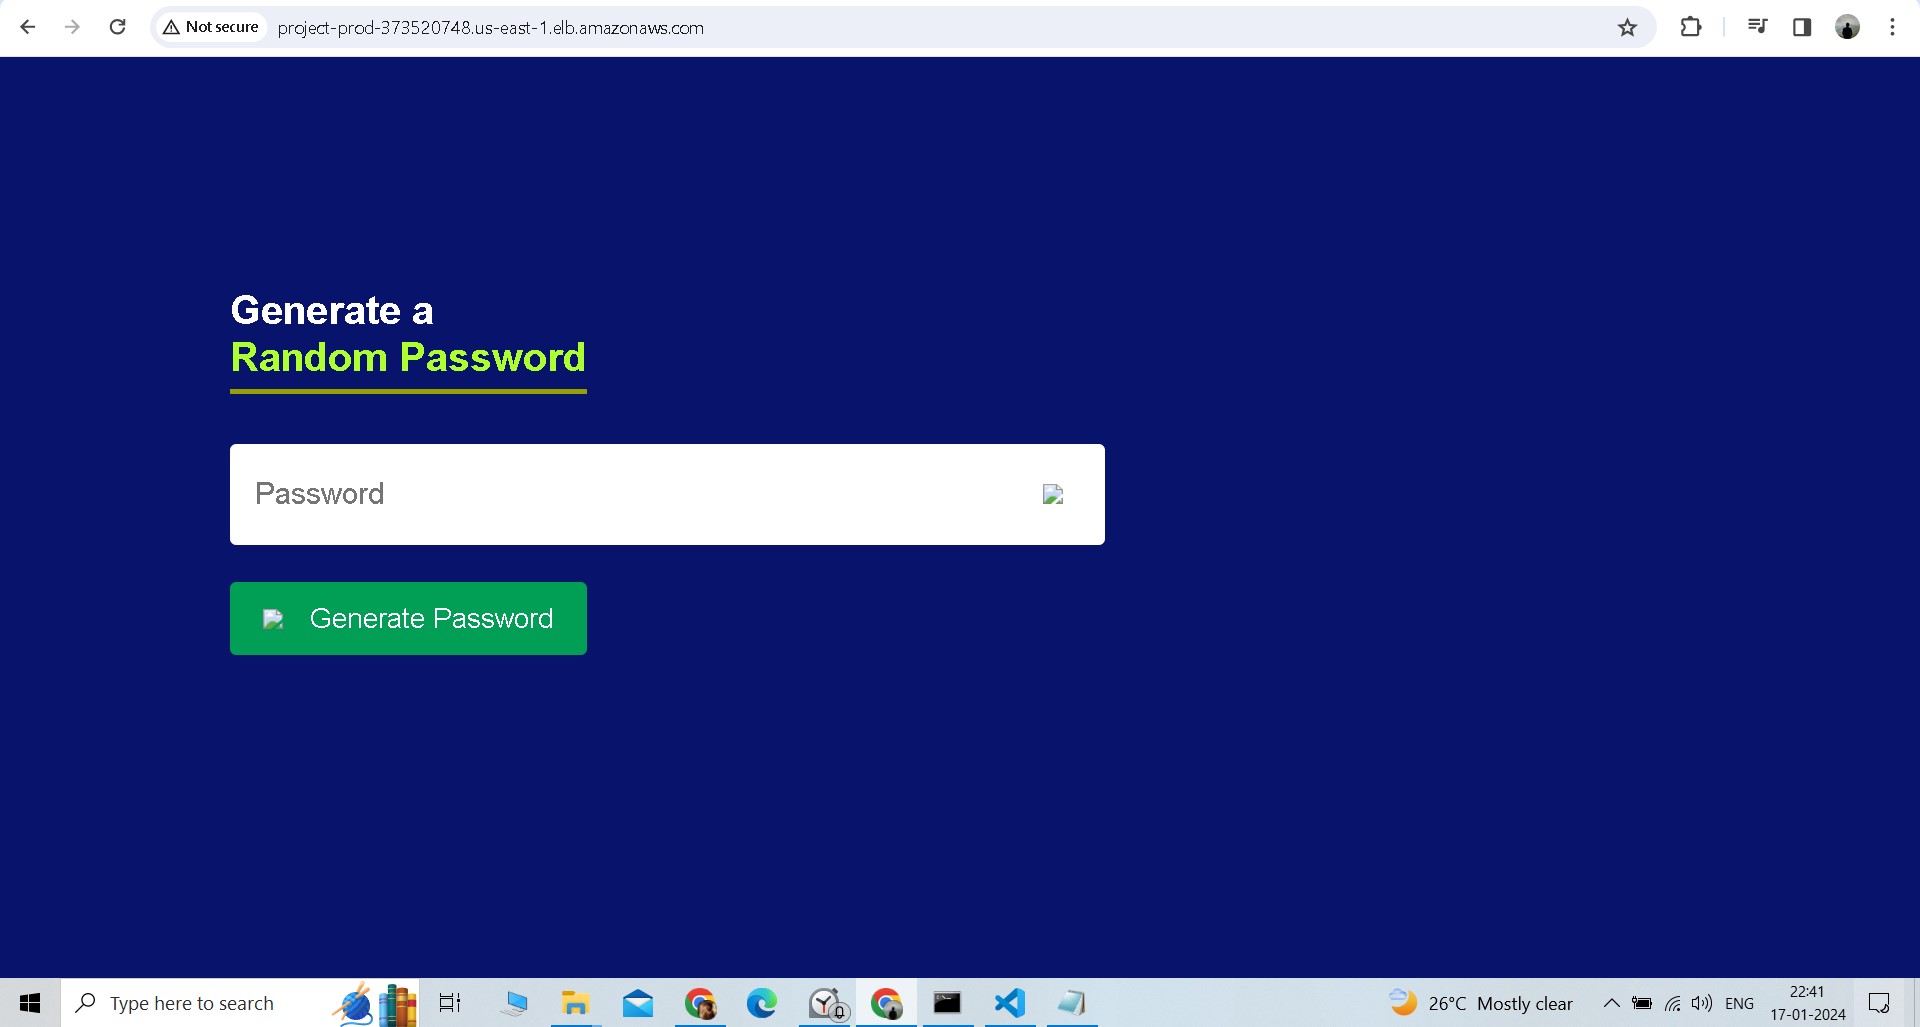 Not secure project-prod-373520748.us-east-1.elb.amazonaws.com
Generate a
Random Password
Password
Generate Password
Type here to search
26°C Mostly clear
ENG
22:41
17-01-2024